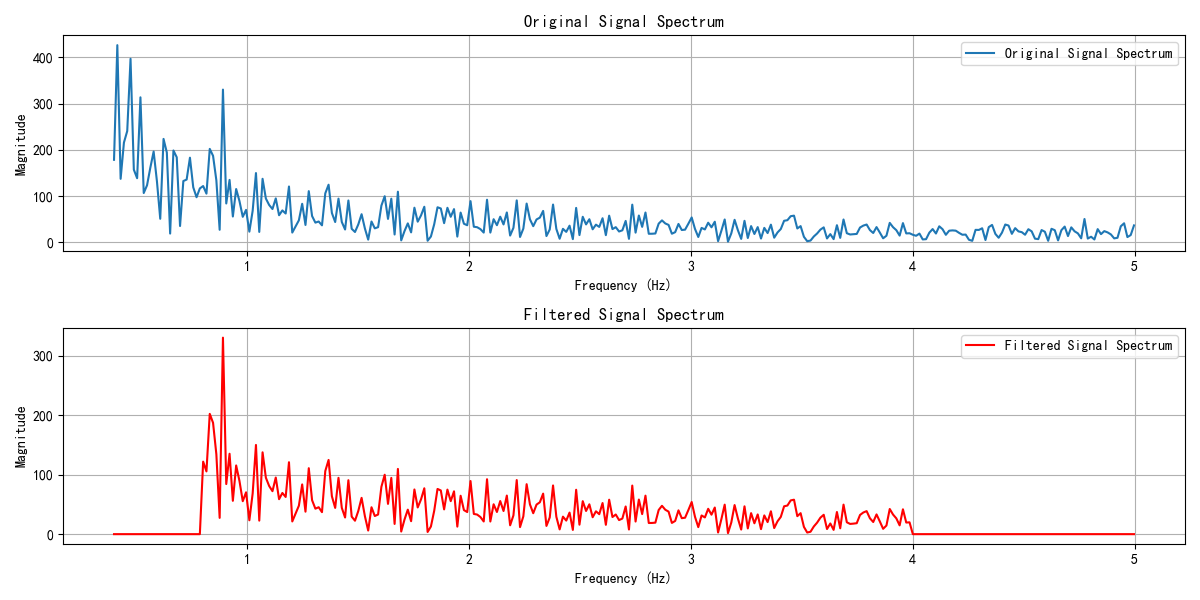 Original Signal Spectrum
Original Signal Spectrum
Magnitude
400
300
200
100
0
1 2 3 4 5
Frequency (Hz)
Filtered Signal Spectrum
Filtered Signal Spectrum
Magnitude
300
200
100
0
1 2 3 4 5
Frequency (Hz)